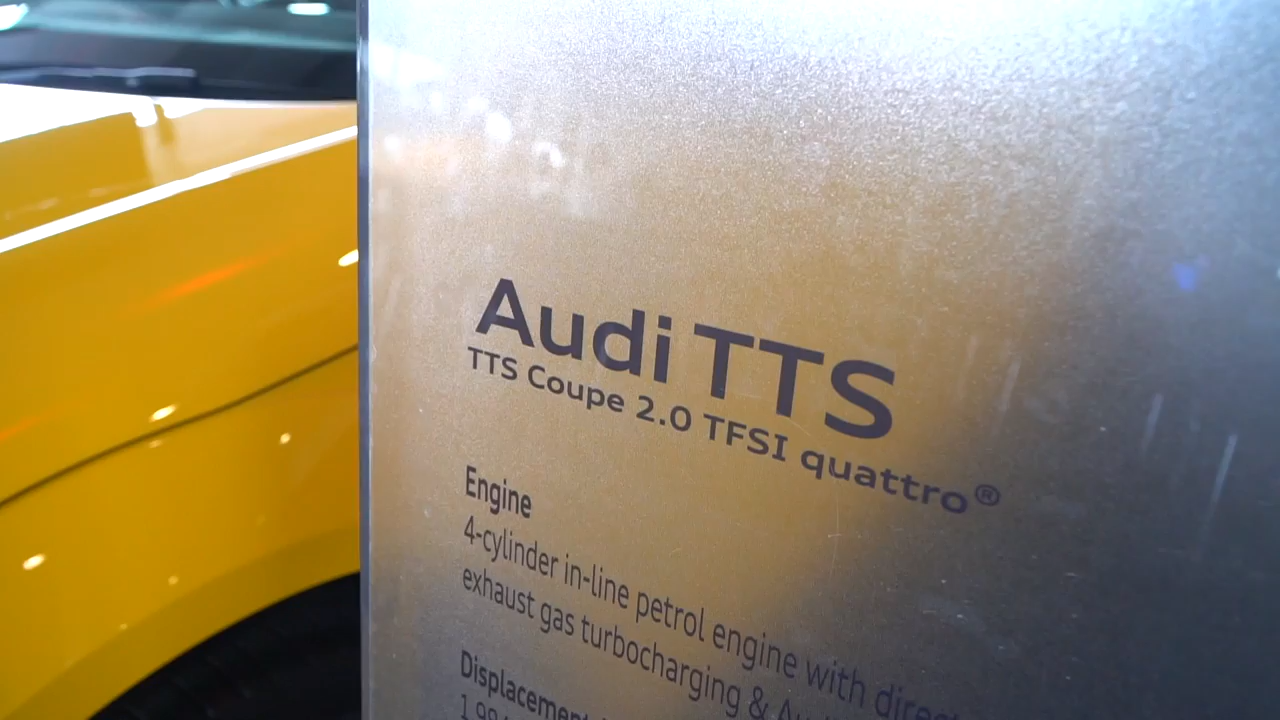 Audi TTS
TTS Coupe 2.0 TFSI quattro®
Engine
4-cylinder in-line petrol engine with direct
exhaust gas turbocharging &
Displacement